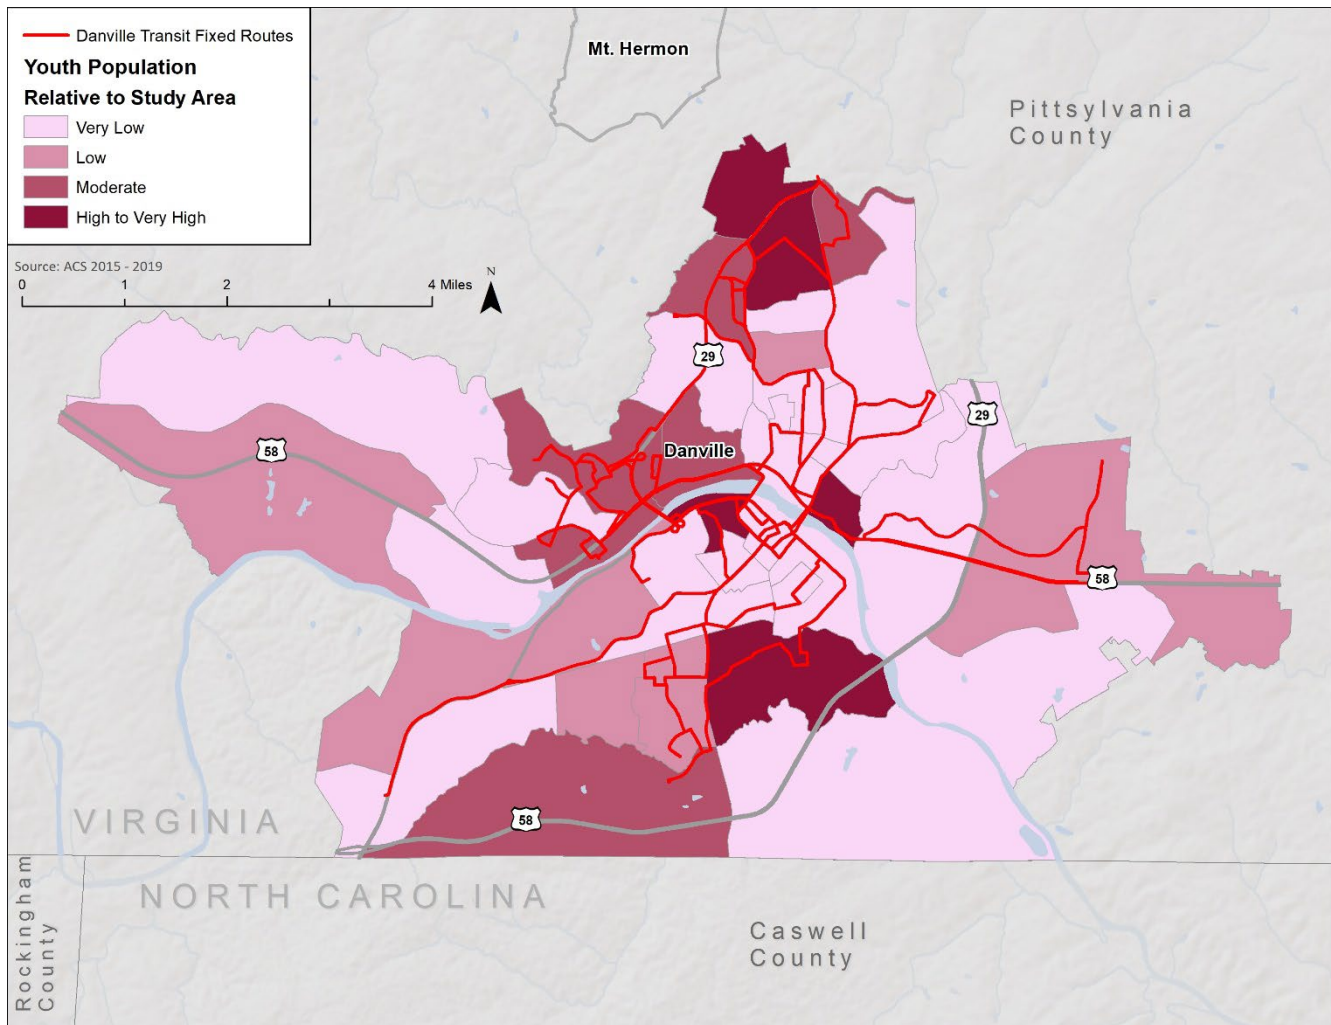 Danville Transit Fixed Routes
Youth Population
Relative to Study Area
Very Low
Low
Moderate
High to Very High
Source: ACS 2015 - 2019
0 1 2 4 Miles
N
Mt. Hermon
Pittsylvania
County
29
29
58
Danville
58
58
VIRGINIA
NORTH CAROLINA
Rockingham
County
Caswell
County